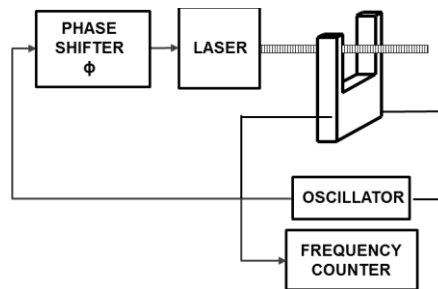 PHASE
SHIFTER
ϕ
LASER
OSCILLATOR
FREQUENCY
COUNTER